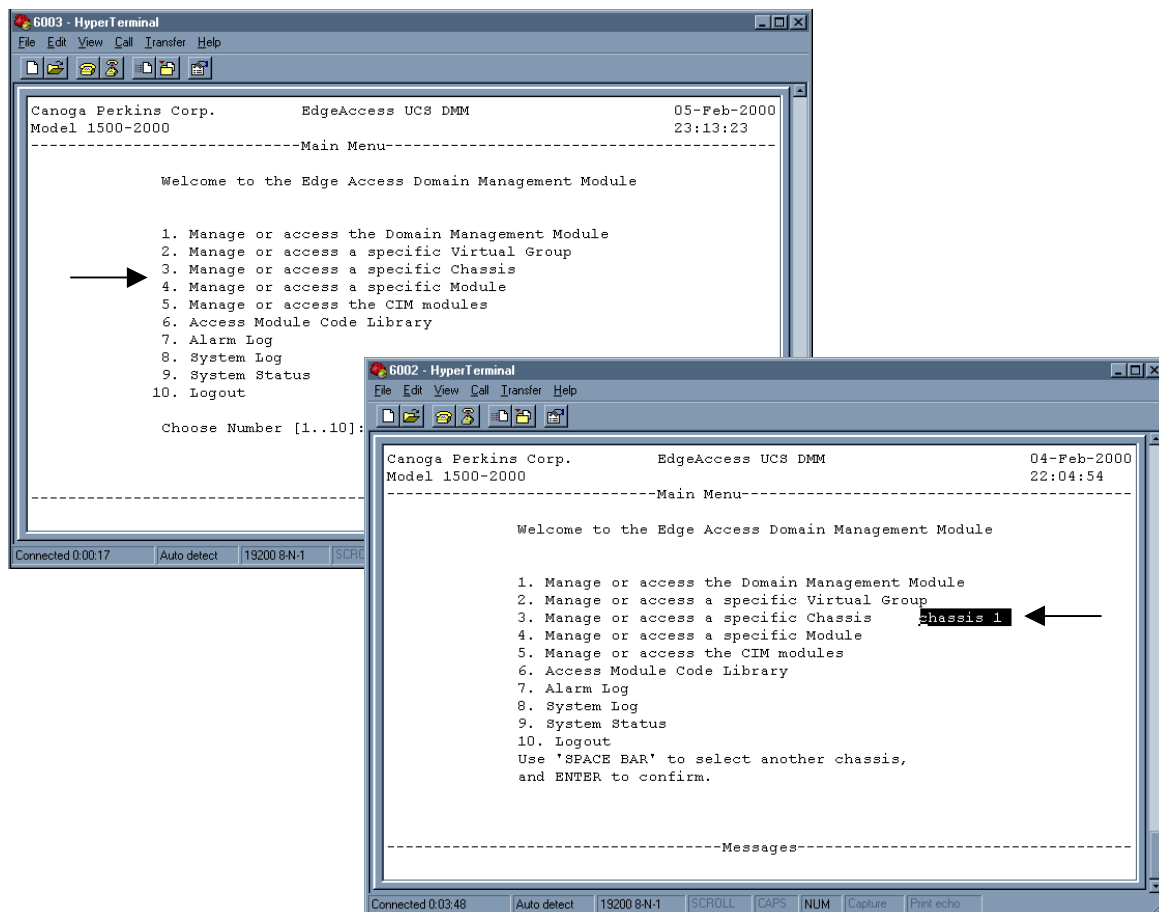 6003 - HyperTerminal
File Edit View Call Transfer Help
Canoga Perkins Corp. EdgeAccess UCS DMM 05-Feb-2000
Model 1500-2000 23:13:23
-----------------------------Main Menu------------------------------------------
Welcome to the Edge Access Domain Management Module
1. Manage or access the Domain Management Module
2. Manage or access a specific Virtual Group
3. Manage or access a specific Chassis
4. Manage or access a specific Module
5. Manage or access the CIM modules
6. Access Module Code Library
7. Alarm Log
8. System Log
9. System Status
10. Logout
Choose Number [1..10]:
Connected 0:00:17 Auto detect 19200 8-N-1 SCRO
6002 - HyperTerminal
File Edit View Call Transfer Help
Canoga Perkins Corp. EdgeAccess UCS DMM 04-Feb-2000
Model 1500-2000 22:04:54
-----------------------------Main Menu------------------------------------------
Welcome to the Edge Access Domain Management Module
1. Manage or access the Domain Management Module
2. Manage or access a specific Virtual Group
3. Manage or access a specific Chassis chassis 1
4. Manage or access a specific Module
5. Manage or access the CIM modules
6. Access Module Code Library
7. Alarm Log
8. System Log
9. System Status
10. Logout
Use 'SPACE BAR' to select another chassis,
and ENTER to confirm.
------------------------------------Messages------------------------------------
Connected 0:03:48 Auto detect 19200 8-N-1 SCROLL CAPS NUM Capture Print echo